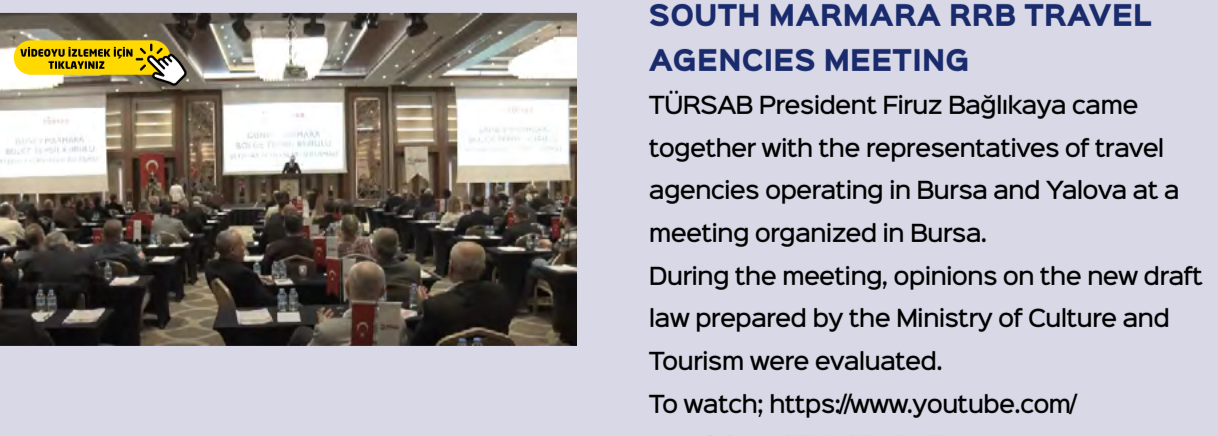 VİDEOYU İZLEMEK İÇİN
TIKLAYINIZ
SOUTH MARMARA RRB TRAVEL
AGENCIES MEETING
TÜRSAB President Firuz Bağlıkaya came
together with the representatives of travel
agencies operating in Bursa and Yalova at a
meeting organized in Bursa.
During the meeting, opinions on the new draft
law prepared by the Ministry of Culture and
Tourism were evaluated.
To watch; https://www.youtube.com/